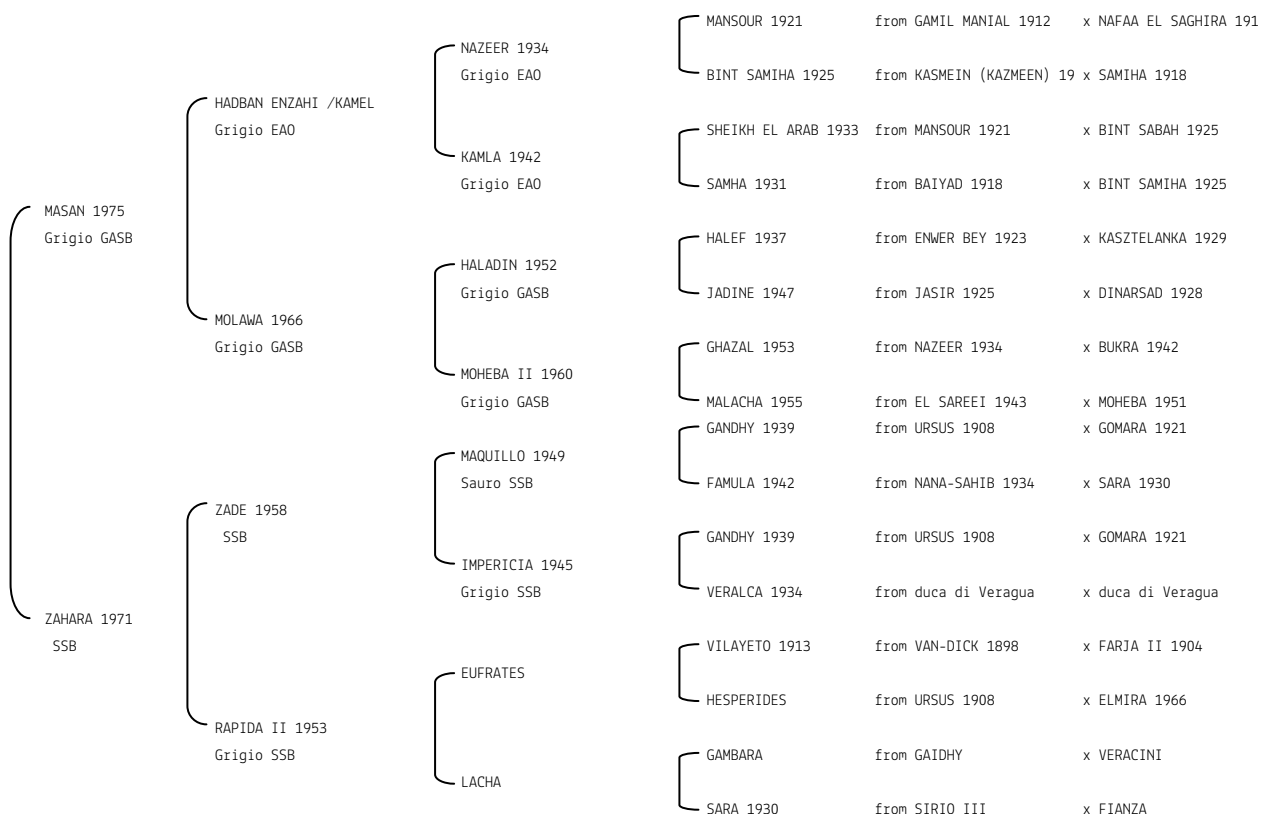 MANSOUR 1921 from GAMIL MANIAL 1912 x NAFAA EL SAGHIRA 191
NAZEER 1934
Grigio EAO BINT SAMIHA 1925 from KASMEIN (KAZMEEN) 19 x SAMIHA 1918
HADBAN ENZAHI /KAMEL
Grigio EAO SHEIKH EL ARAB 1933 from MANSOUR 1921 x BINT SABAH 1925
KAMLA 1942
Grigio EAO SAMHA 1931 from BAIYAD 1918 x BINT SAMIHA 1925
MASAN 1975
Grigio GASB HALEF 1937 from ENWER BEY 1923 x KASZTELANKA 1929
HALADIN 1952
Grigio GASB JADINE 1947 from JASIR 1925 x DINARSAD 1928
MOLAWA 1966
Grigio GASB GHAZAL 1953 from NAZEER 1934 x BUKRA 1942
MOHEBA II 1960
Grigio GASB MALACHA 1955 from EL SAREEI 1943 x MOHEBA 1951
GANDHY 1939 from URSUS 1908 x GOMARA 1921
MAQUILLO 1949
Sauro SSB FAMULA 1942 from NANA-SAHIB 1934 x SARA 1930
ZADE 1958
SSB GANDHY 1939 from URSUS 1908 x GOMARA 1921
IMPERICIA 1945
Grigio SSB VERALCA 1934 from duca di Veragua x duca di Veragua
ZAHARA 1971
SSB VILAYETO 1913 from VAN-DICK 1898 x FARJA II 1904
EUFRATES
HESPERIDES from URSUS 1908 x ELMIRA 1966
RAPIDA II 1953
Grigio SSB GAMBARA from GAIDHY x VERACINI
LACHA
SARA 1930 from SIRIO III x FIANZA